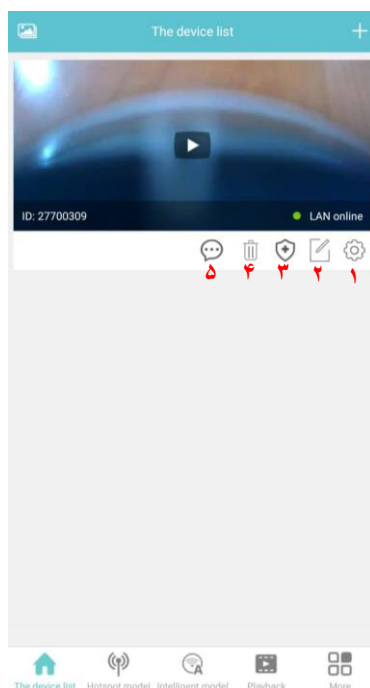 The device list
ID: 27700309
LAN online
۵ ۴ ۳ ۲ ۱
The device list Hotspot model Intelligent model Playback More